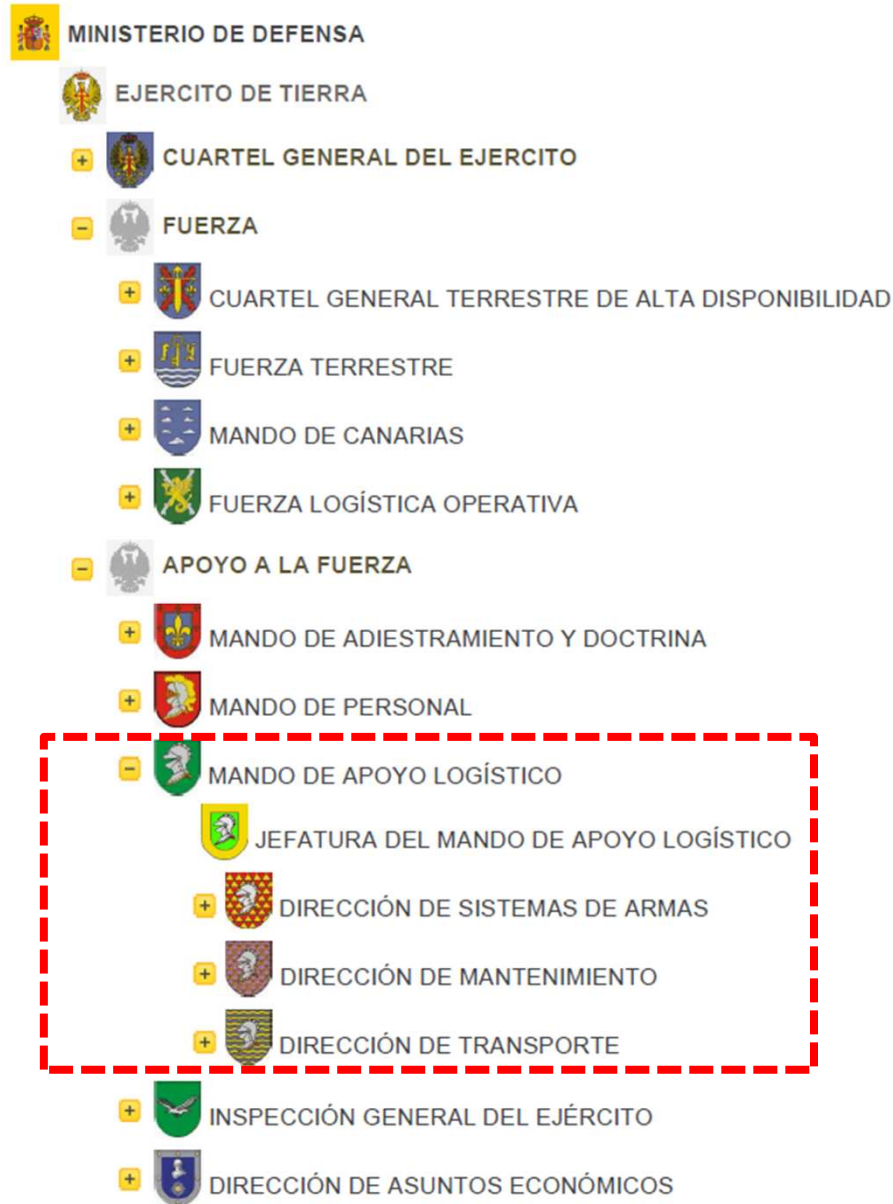 MINISTERIO DE DEFENSA
EJERCITO DE TIERRA
CUARTEL GENERAL DEL EJERCITO
FUERZA
CUARTEL GENERAL TERRESTRE DE ALTA DISPONIBILIDAD
FUERZA TERRESTRE
MANDO DE CANARIAS
FUERZA LOGÍSTICA OPERATIVA
APOYO A LA FUERZA
MANDO DE ADIESTRAMIENTO Y DOCTRINA
MANDO DE PERSONAL
MANDO DE APOYO LOGÍSTICO
JEFATURA DEL MANDO DE APOYO LOGÍSTICO
DIRECCIÓN DE SISTEMAS DE ARMAS
DIRECCIÓN DE MANTENIMIENTO
DIRECCIÓN DE TRANSPORTE
INSPECCIÓN GENERAL DEL EJÉRCITO
DIRECCIÓN DE ASUNTOS ECONÓMICOS